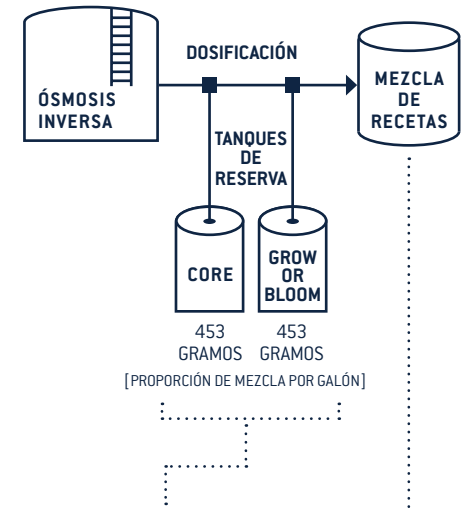 DOSIFICACIÓN
ÓSMOSIS
INVERSA
MEZCLA
DE
RECETAS
TANQUES
DE
RESERVA
CORE
GROW
OR
BLOOM
453
GRAMOS
453
GRAMOS
[PROPORCIÓN DE MEZCLA POR GALÓN]